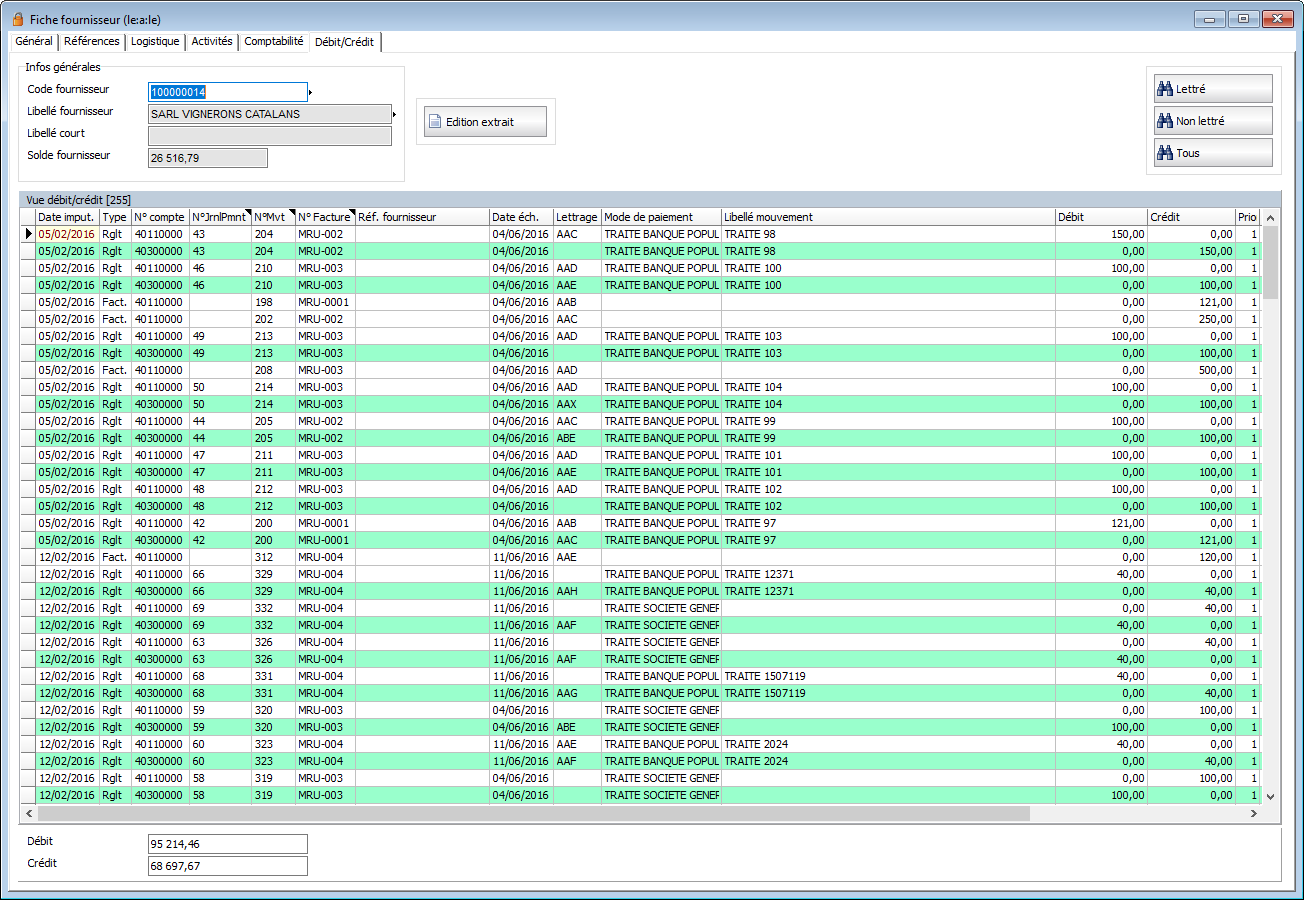 Fiche fournisseur (le:a:le)
Général Références Logistique Activités Comptabilité Débit/Crédit
Infos générales
Code fournisseur 100000014
Libellé fournisseur SARL VIGNERONS CATALANS
Libellé court
Solde fournisseur 26 516,79
Edition extrait
Lettré
Non lettré
Tous
Vue débit/crédit [255]
Date imput. Type N° compte N°JrnlPmnt N°Mvt N° Facture Réf. fournisseur Date éch. Lettrage Mode de paiement Libellé mouvement Débit Crédit Prio
05/02/2016 Rglt 40110000 43 204 MRU-002 04/06/2016 AAC TRAITE BANQUE POPUL TRAITE 98 150,00 0,00 1
05/02/2016 Rglt 40300000 43 204 MRU-002 04/06/2016 TRAITE BANQUE POPUL TRAITE 98 0,00 150,00 1
05/02/2016 Rglt 40110000 46 210 MRU-003 04/06/2016 AAD TRAITE BANQUE POPUL TRAITE 100 100,00 0,00 1
05/02/2016 Rglt 40300000 46 210 MRU-003 04/06/2016 AAE TRAITE BANQUE POPUL TRAITE 100 0,00 100,00 1
05/02/2016 Fact. 40110000 198 MRU-0001 04/06/2016 AAB 0,00 121,00 1
05/02/2016 Fact. 40110000 202 MRU-002 04/06/2016 AAC 0,00 250,00 1
05/02/2016 Rglt 40110000 49 213 MRU-003 04/06/2016 AAD TRAITE BANQUE POPUL TRAITE 103 100,00 0,00 1
05/02/2016 Rglt 40300000 49 213 MRU-003 04/06/2016 TRAITE BANQUE POPUL TRAITE 103 0,00 100,00 1
05/02/2016 Fact. 40110000 208 MRU-003 04/06/2016 AAD 0,00 500,00 1
05/02/2016 Rglt 40110000 50 214 MRU-003 04/06/2016 AAD TRAITE BANQUE POPUL TRAITE 104 100,00 0,00 1
05/02/2016 Rglt 40300000 50 214 MRU-003 04/06/2016 AAX TRAITE BANQUE POPUL TRAITE 104 0,00 100,00 1
05/02/2016 Rglt 40110000 44 205 MRU-002 04/06/2016 AAC TRAITE BANQUE POPUL TRAITE 99 100,00 0,00 1
05/02/2016 Rglt 40300000 44 205 MRU-002 04/06/2016 ABE TRAITE BANQUE POPUL TRAITE 99 0,00 100,00 1
05/02/2016 Rglt 40110000 47 211 MRU-003 04/06/2016 AAD TRAITE BANQUE POPUL TRAITE 101 100,00 0,00 1
05/02/2016 Rglt 40300000 47 211 MRU-003 04/06/2016 AAE TRAITE BANQUE POPUL TRAITE 101 0,00 100,00 1
05/02/2016 Rglt 40110000 48 212 MRU-003 04/06/2016 AAD TRAITE BANQUE POPUL TRAITE 102 100,00 0,00 1
05/02/2016 Rglt 40300000 48 212 MRU-003 04/06/2016 TRAITE BANQUE POPUL TRAITE 102 0,00 100,00 1
05/02/2016 Rglt 40110000 42 200 MRU-0001 04/06/2016 AAB TRAITE BANQUE POPUL TRAITE 97 121,00 0,00 1
05/02/2016 Rglt 40300000 42 200 MRU-0001 04/06/2016 AAC TRAITE BANQUE POPUL TRAITE 97 0,00 121,00 1
12/02/2016 Fact. 40110000 312 MRU-004 11/06/2016 AAE 0,00 120,00 1
12/02/2016 Rglt 40110000 66 329 MRU-004 11/06/2016 TRAITE BANQUE POPUL TRAITE 12371 40,00 0,00 1
12/02/2016 Rglt 40300000 66 329 MRU-004 11/06/2016 AAH TRAITE BANQUE POPUL TRAITE 12371 0,00 40,00 1
12/02/2016 Rglt 40110000 69 332 MRU-004 11/06/2016 TRAITE SOCIETE GENEF 0,00 40,00 1
12/02/2016 Rglt 40300000 69 332 MRU-004 11/06/2016 AAF TRAITE SOCIETE GENEF 40,00 0,00 1
12/02/2016 Rglt 40110000 63 326 MRU-004 11/06/2016 TRAITE SOCIETE GENEF 0,00 40,00 1
12/02/2016 Rglt 40300000 63 326 MRU-004 11/06/2016 AAF TRAITE SOCIETE GENEF 40,00 0,00 1
12/02/2016 Rglt 40110000 68 331 MRU-004 11/06/2016 TRAITE BANQUE POPUL TRAITE 1507119 40,00 0,00 1
12/02/2016 Rglt 40300000 68 331 MRU-004 11/06/2016 AAG TRAITE BANQUE POPUL TRAITE 1507119 0,00 40,00 1
12/02/2016 Rglt 40110000 59 320 MRU-003 04/06/2016 TRAITE SOCIETE GENEF 0,00 100,00 1
12/02/2016 Rglt 40300000 59 320 MRU-003 04/06/2016 ABE TRAITE SOCIETE GENEF 100,00 0,00 1
12/02/2016 Rglt 40110000 60 323 MRU-004 11/06/2016 AAE TRAITE BANQUE POPUL TRAITE 2024 40,00 0,00 1
12/02/2016 Rglt 40300000 60 323 MRU-004 11/06/2016 AAF TRAITE BANQUE POPUL TRAITE 2024 0,00 40,00 1
12/02/2016 Rglt 40110000 58 319 MRU-003 04/06/2016 TRAITE SOCIETE GENEF 0,00 100,00 1
12/02/2016 Rglt 40300000 58 319 MRU-003 04/06/2016 TRAITE SOCIETE GENEF 100,00 0,00 1
Débit 95 214,46
Crédit 68 697,67